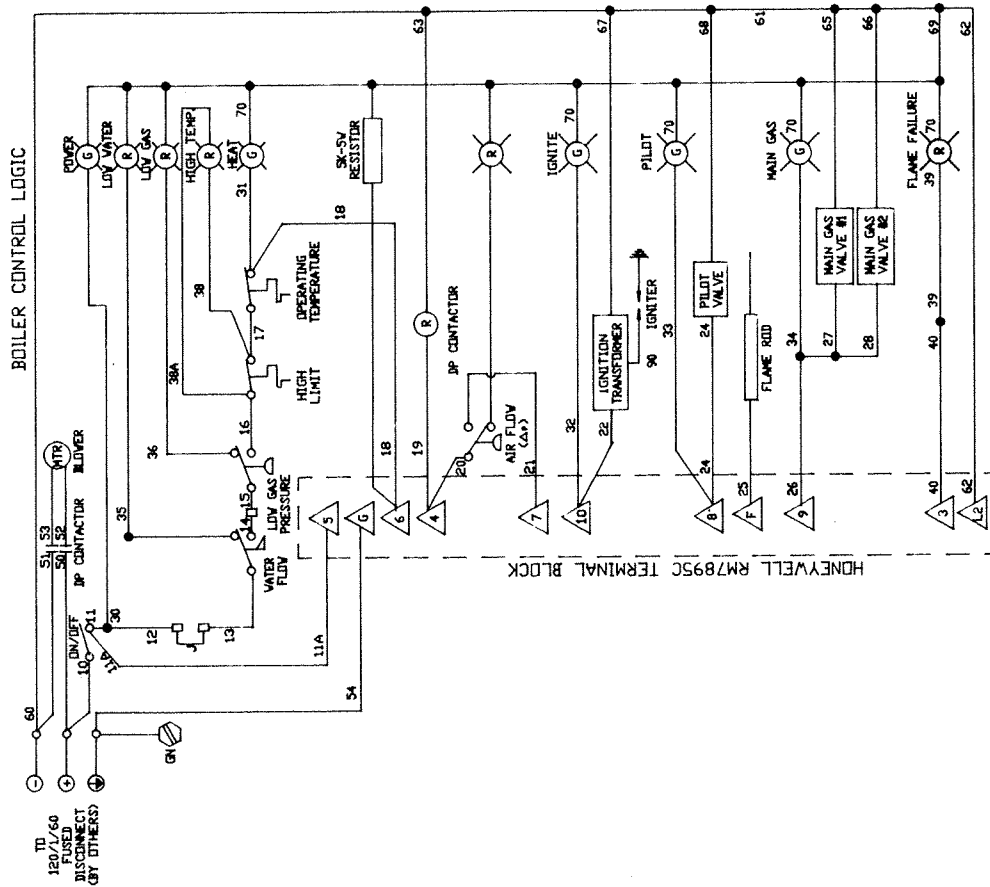 BOILER CONTROL LOGIC
TO
120/1/60
FUSED
DISCONNECT
(BY OTHERS)
-
+
60
GN
10
ON/OFF
11
11A
30
51 53
50 52
DP CONTACTOR
MTR
BLOWER
12
13
J
54
11A
35
36
38A
38
WATER
FLOW
14
15
LOW GAS
PRESSURE
16
HIGH
LIMIT
17
OPERATING
TEMPERATURE
18
31
70
POWER
G
LOW WATER
R
LOW GAS
R
HIGH TEMP.
R
HEAT
G
5K-5W
RESISTOR
HONEYWELL RM7895C TERMINAL BLOCK
5
G
6
18
4
19
R
DP CONTACTOR
63
20
AIR FLOW
(ΔP)
R
7
21
10
32
IGNITE
G
70
22
IGNITION
TRANSFORMER
90
IGNITER
67
8
33
PILOT
G
70
24
24
PILOT
VALVE
68
F
25
FLAME ROD
61
9
26
34
MAIN GAS
G
70
27
MAIN GAS
VALVE #1
65
28
MAIN GAS
VALVE #2
66
3
40
40
39
39
FLAME FAILURE
R
70
69
L2
62
62